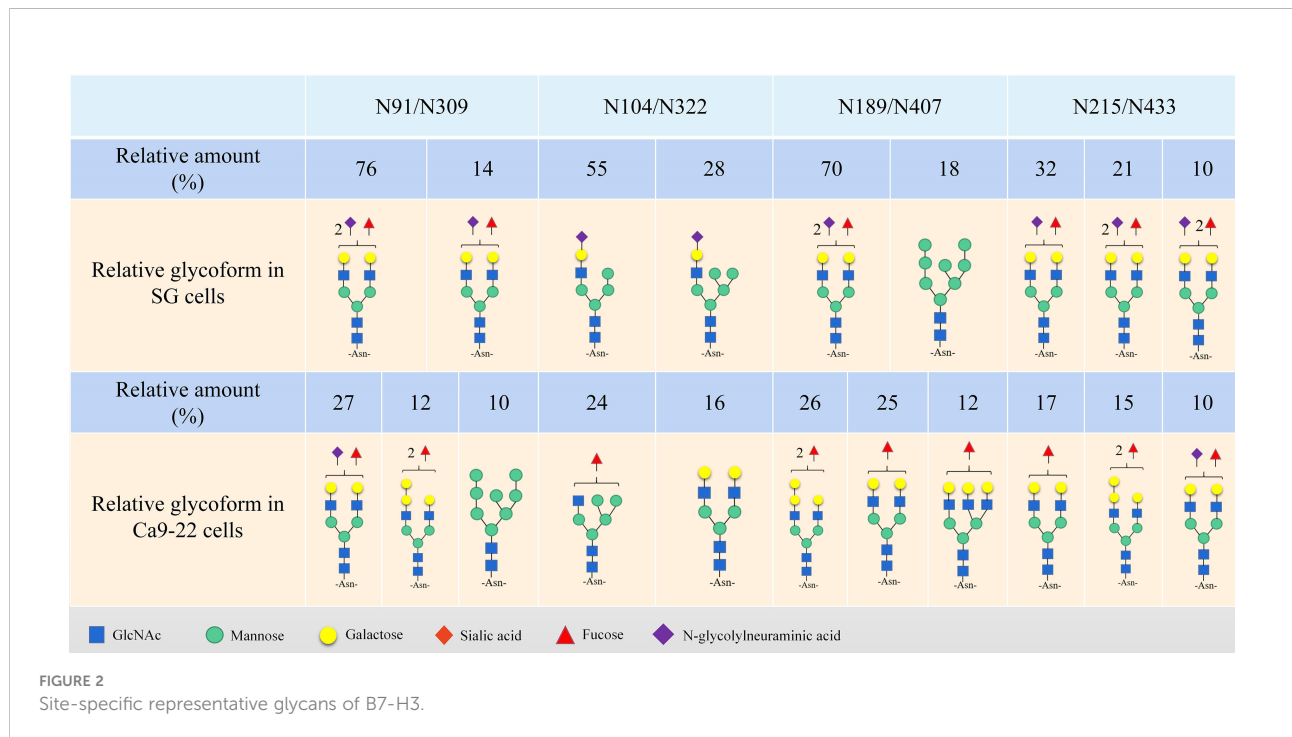 N91/N309 N104/N322 N189/N407 N215/N433
Relative amount
(%)
76 14 55 28 70 18 32 21 10
2 2 2 2
Relative glycoform in
SG cells
-Asn- -Asn- -Asn- -Asn- -Asn- -Asn- -Asn- -Asn- -Asn-
Relative amount
(%)
27 12 10 24 16 26 25 12 17 15 10
2 2 2
Relative glycoform in
Ca9-22 cells
-Asn- -Asn- -Asn- -Asn- -Asn- -Asn- -Asn- -Asn- -Asn- -Asn- -Asn-
GlcNAc Mannose Galactose Sialic acid Fucose N-glycolylneuraminic acid
FIGURE 2
Site-specific representative glycans of B7-H3.